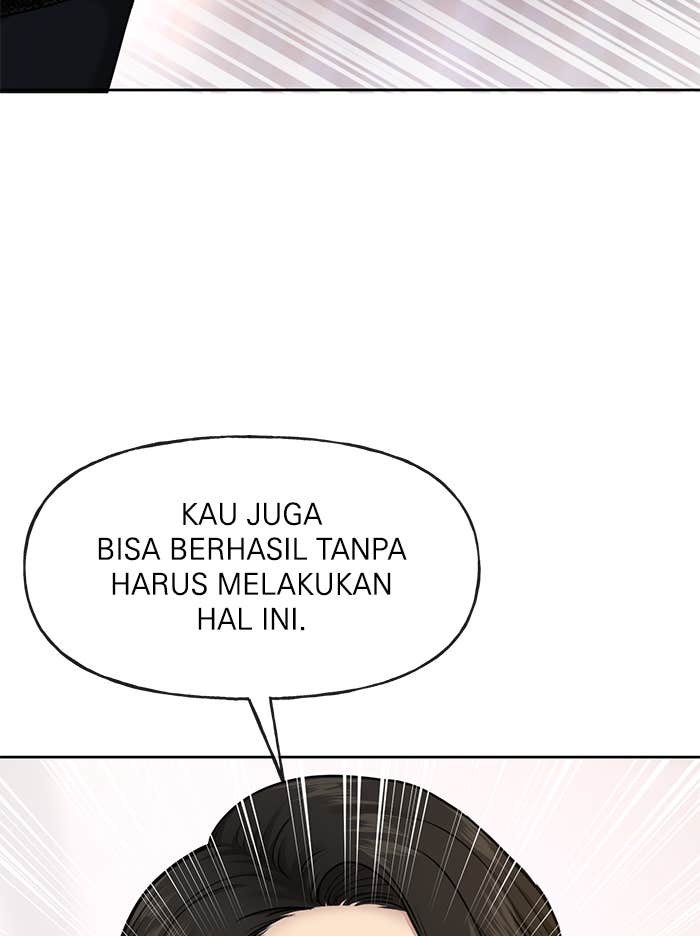 KAU JUGA
BISA BERHASIL TANPA
HARUS MELAKUKAN
HAL INI.